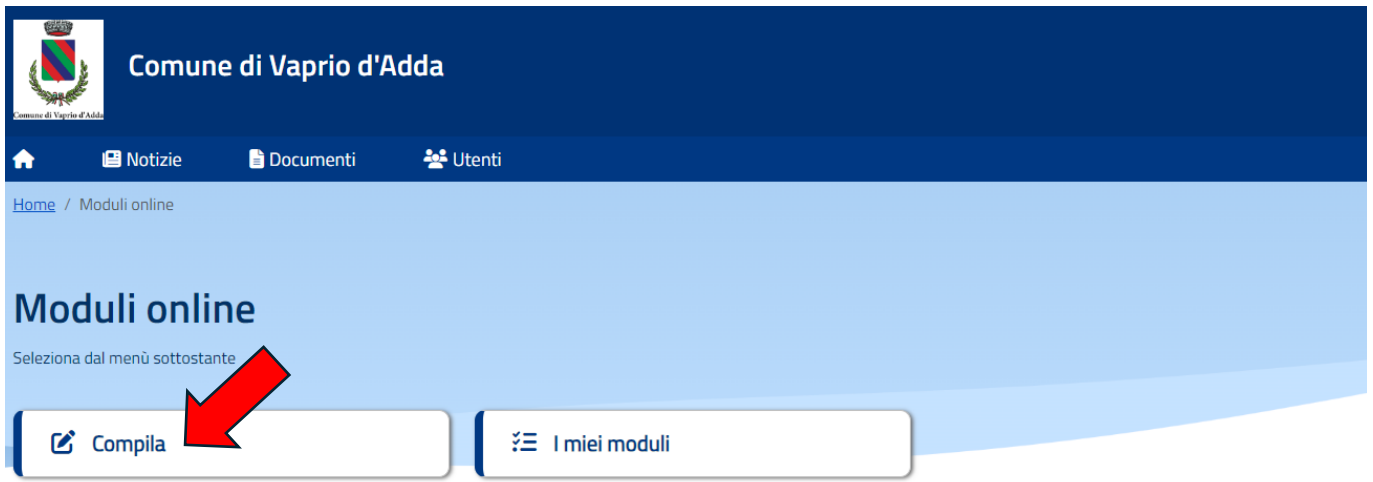 Comune di Vaprio d'Adda
Comune di Vaprio d'Adda
Notizie Documenti Utenti
Home / Moduli online
Moduli online
Seleziona dal menù sottostante
Compila I miei moduli